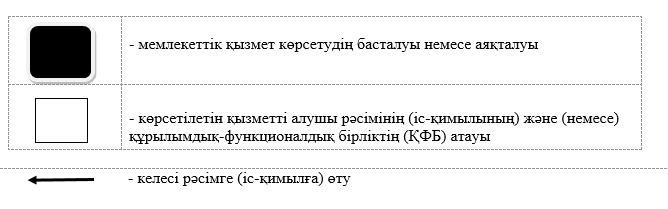 - мемлекеттік қызмет көрсетудің басталуы немесе аяқталуы
- көрсетілетін қызметті алушы рәсімінің (іс-қимылының) және (немесе)
құрылымдық-функционалдық бірліктің (ҚФБ) атауы
- келесі рәсімге (іс-қимылға) өту